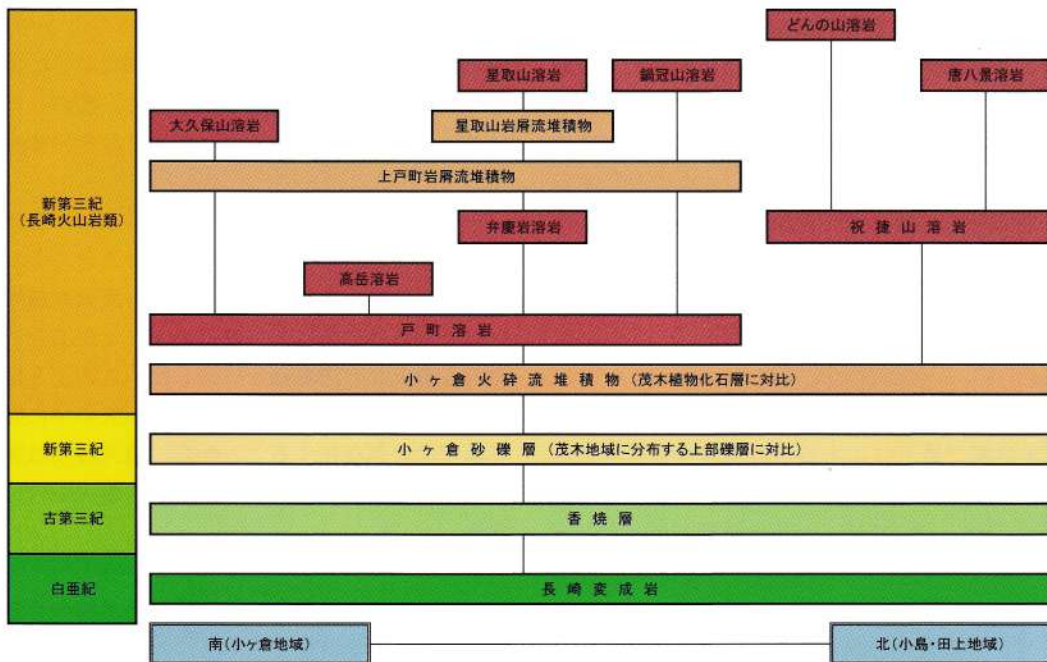 どんの山溶岩
星取山溶岩
鍋冠山溶岩
唐八景溶岩
大久保山溶岩
星取山岩屑流堆積物
上戸町岩屑流堆積物
新第三紀
(長崎火山岩類)
弁慶岩溶岩
祝捷山溶岩
高岳溶岩
戸町溶岩
小ヶ倉火砕流堆積物(茂木植物化石層に対比)
新第三紀
小ヶ倉砂礫層(茂木地域に分布する上部礫層に対比)
古第三紀
香焼層
白亜紀
長崎変成岩
南(小ヶ倉地域)
北(小島・田上地域)